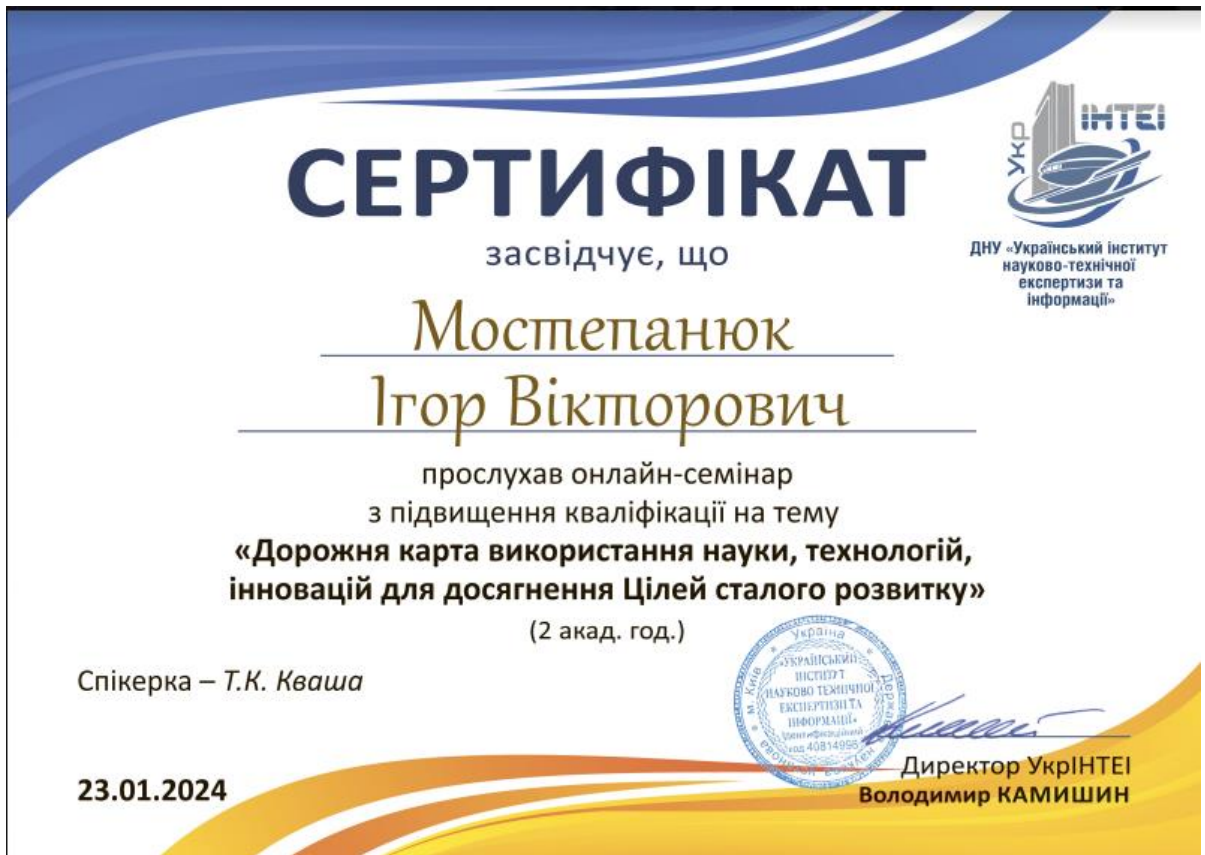 СЕРТИФІКАТ
УКР ІНТЕІ
засвідчує, що
ДНУ «Український інститут
науково-технічної
експертизи та
інформації»
Мостепанюк
Ігор Вікторович
прослухав онлайн-семінар
з підвищення кваліфікації на тему
«Дорожня карта використання науки, технологій,
інновацій для досягнення Цілей сталого розвитку»
(2 акад. год.)
Спікерка – Т.К. Кваша
Україна
м. Київ
«УКРАЇНСЬКИЙ
ІНСТИТУТ
НАУКОВО ТЕХНІЧНОЇ
ЕКСПЕРТИЗИ ТА
ІНФОРМАЦІЇ»
Ідентифікаційний
код 40814998
Директор УкрІНТЕІ
23.01.2024
Володимир КАМИШИН